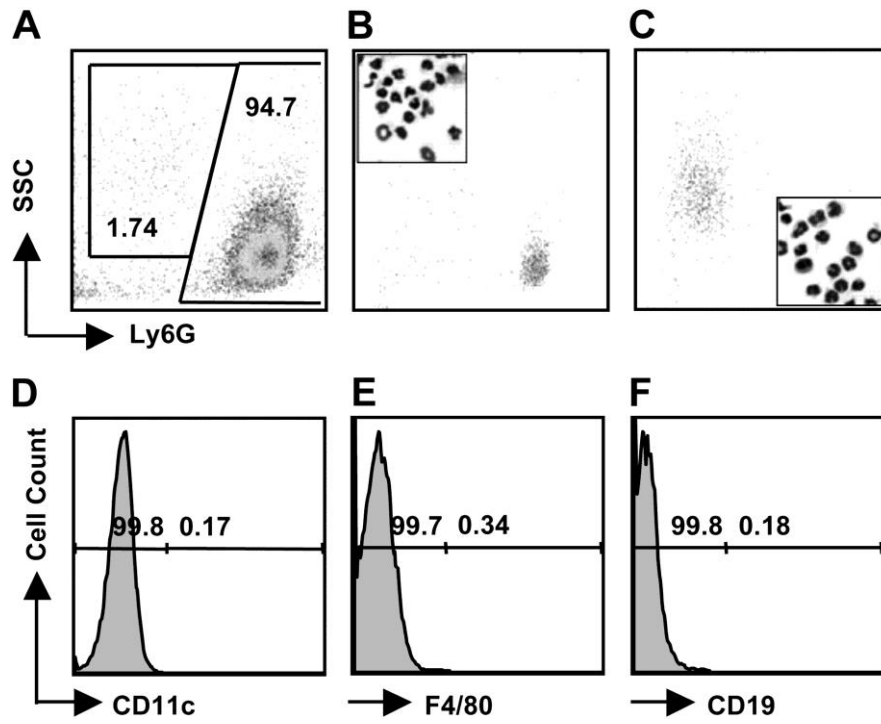 A
B
C
94.7
1.74
SSC
Ly6G
D
E
F
Cell Count
99.8 0.17
99.7 0.34
99.8 0.18
CD11c
F4/80
CD19